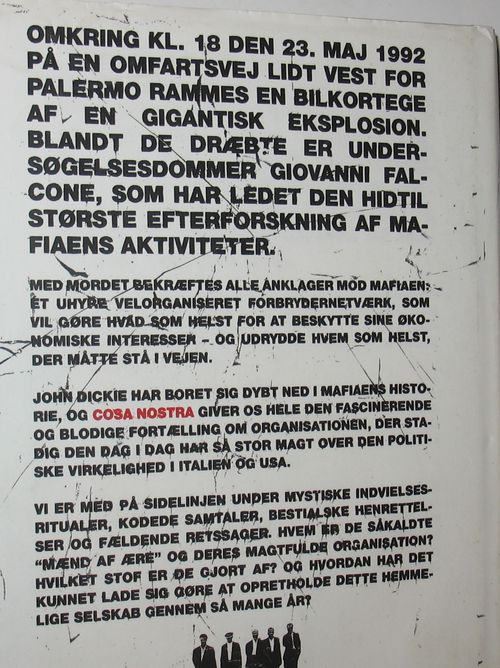 OMKRING KL. 18 DEN 23. MAJ 1992
PÅ EN OMFARTSVEJ LIDT VEST FOR
PALERMO RAMMES EN BILKORTEGE
AF EN GIGANTISK EKSPLOSION.
BLANDT DE DRÆBTE ER UNDER-
SØGELSESDOMMER GIOVANNI FAL-
CONE, SOM HAR LEDET DEN HIDTIL
STØRSTE EFTERFORSKNING AF MA-
FIAENS AKTIVITETER.
MED MORDET BEKRÆFTES ALLE ANKLAGER MOD MAFIAEN:
ET UHYRE VELORGANISERET FORBRYDERNETVÆRK, SOM
VIL GØRE HVAD SOM HELST FOR AT BESKYTTE SINE ØKO-
NOMISKE INTERESSER – OG UDRYDDE HVEM SOM HELST,
DER MÅTTE STÅ I VEJEN.
JOHN DICKIE HAR BORET SIG DYBT NED I MAFIAENS HISTO-
RIE, OG COSA NOSTRA GIVER OS HELE DEN FASCINERENDE
OG BLODIGE FORTÆLLING OM ORGANISATIONEN, DER STA-
DIG DEN DAG I DAG HAR SÅ STOR MAGT OVER DEN POLITI-
SKE VIRKELIGHED I ITALIEN OG USA.
VI ER MED PÅ SIDELINJEN UNDER MYSTISKE INDVIELSES-
RITUALER, KODEDE SAMTALER, BESTIALSKE HENRETTEL-
SER OG FÆLDENDE RETSSAGER. HVEM ER DE SÅKALDTE
"MÆND AF ÆRE" OG DERES MAGTFULDE ORGANISATION?
HVILKET STOF ER DE GJORT AF? OG HVORDAN HAR DET
KUNNET LADE SIG GØRE AT OPRETHOLDE DETTE HEMME-
LIGE SELSKAB GENNEM SÅ MANGE ÅR?